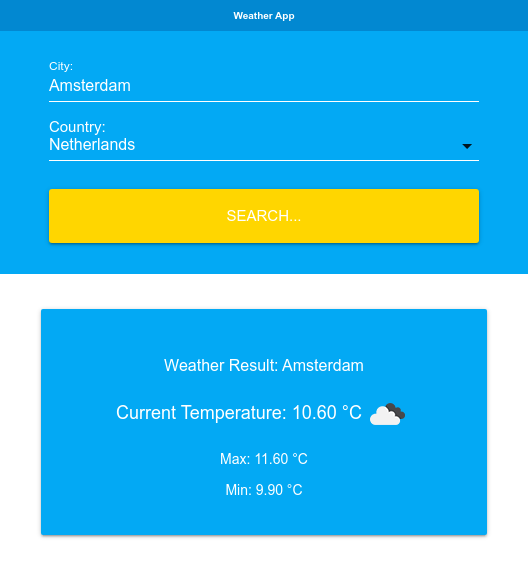 Weather App
City:
Amsterdam
Country:
Netherlands
SEARCH...
Weather Result: Amsterdam
Current Temperature: 10.60 °C
Max: 11.60 °C
Min: 9.90 °C